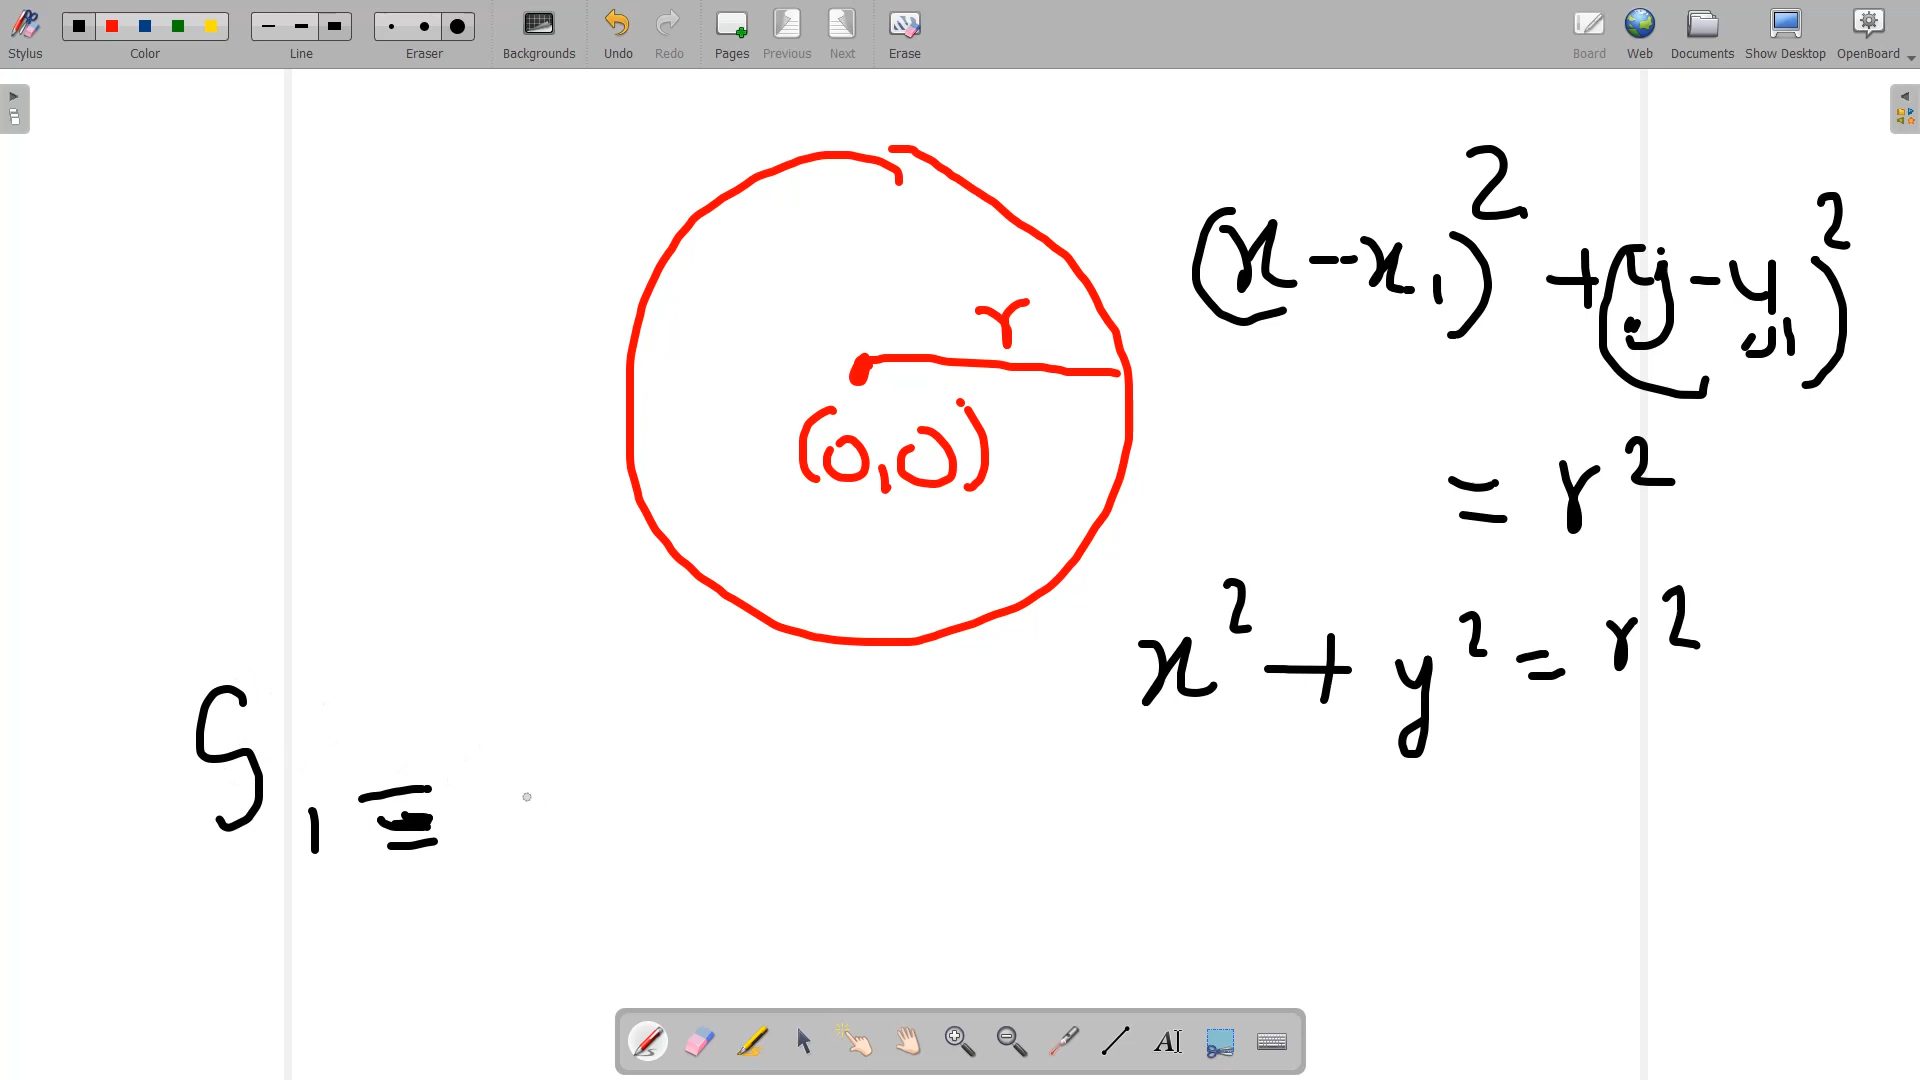 Stylus Color Line Eraser Backgrounds Undo Redo Pages Previous Next Erase Board Web Documents Show Desktop OpenBoard
(x - x₁)² + (y - y₁)²
r
(0,0)
= r²
x² + y² = r²
S₁ ≡